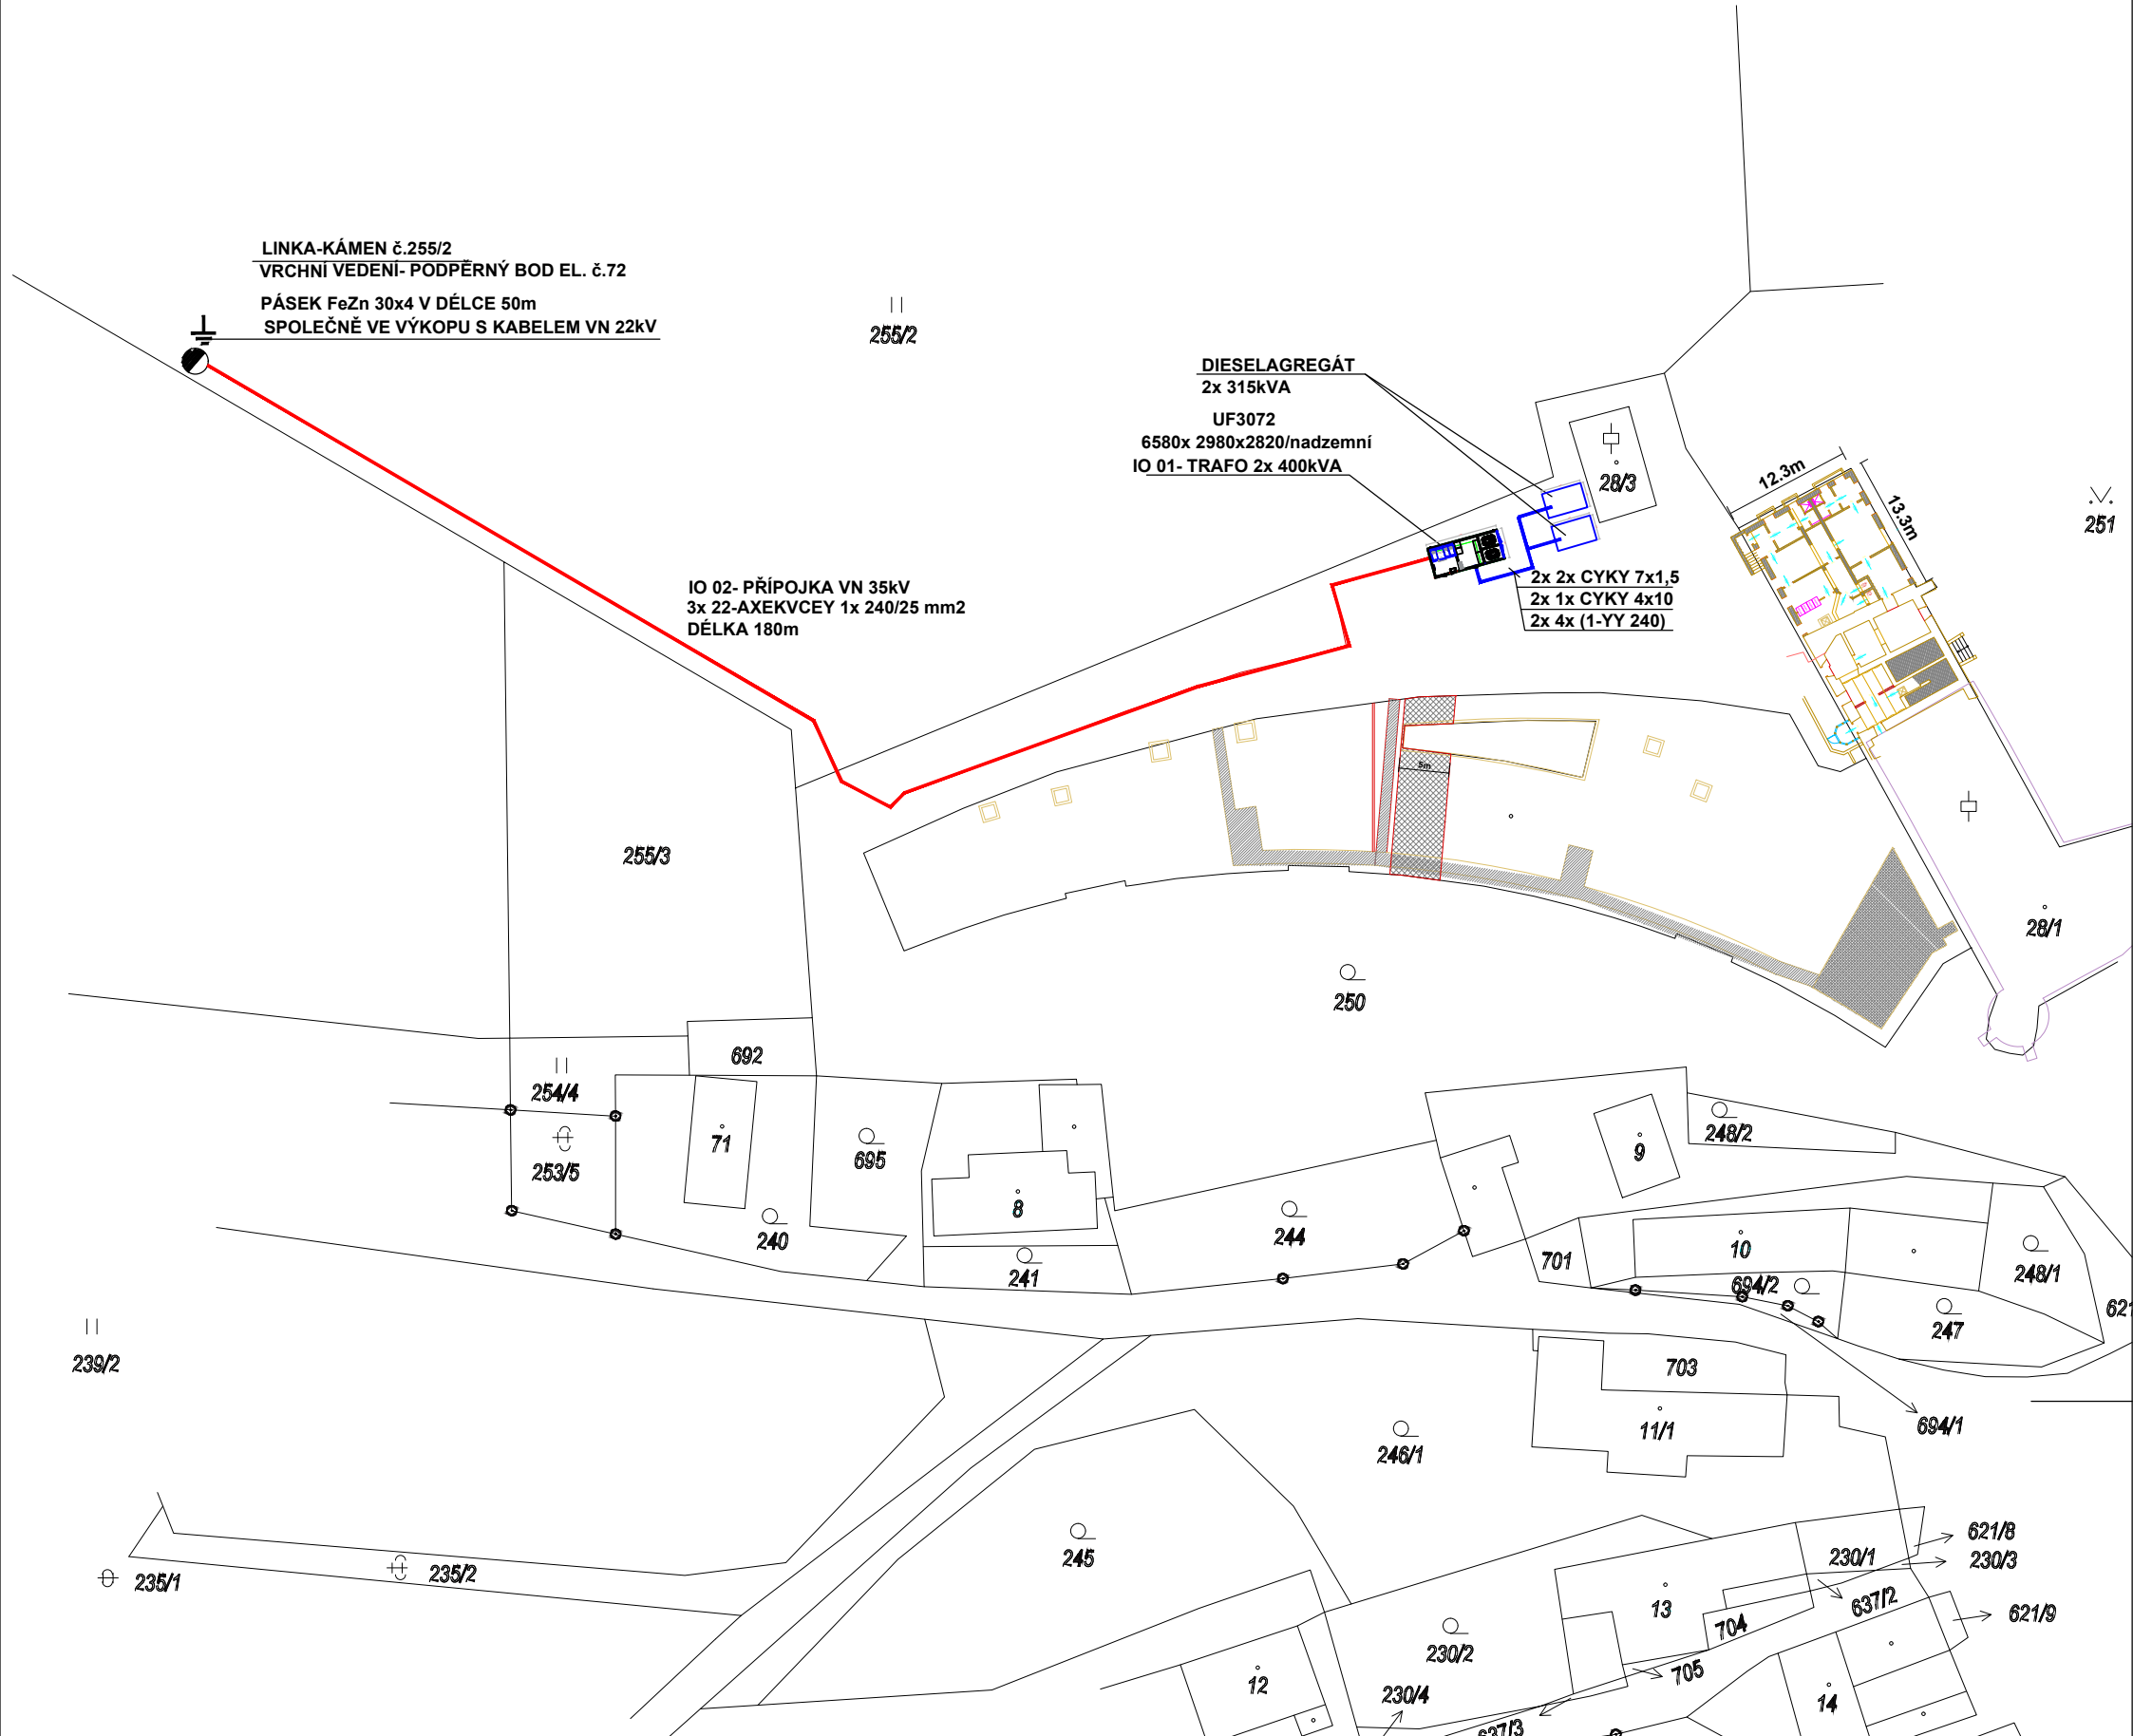 LINKA-KÁMEN č.255/2
VRCHNÍ VEDENÍ- PODPĚRNÝ BOD EL. č.72
PÁSEK FeZn 30x4 V DÉLCE 50m
SPOLEČNĚ VE VÝKOPU S KABELEM VN 22kV
255/2
DIESELAGREGÁT
2x 315kVA
UF3072
6580x 2980x2820/nadzemní
IO 01- TRAFO 2x 400kVA
28/3
12.3m
13.3m
251
IO 02- PŘÍPOJKA VN 35kV
3x 22-AXEKVCEY 1x 240/25 mm2
DÉLKA 180m
2x 2x CYKY 7x1,5
2x 1x CYKY 4x10
2x 4x (1-YY 240)
5m
255/3
28/1
250
692
254/4
253/5
71
695
8
240
241
244
9
248/2
701
10
694/2
248/1
247
621
239/2
703
11/1
694/1
246/1
245
235/1
235/2
621/8
230/1
230/3
13
637/2
621/9
704
230/2
705
12
230/4
14
637/3